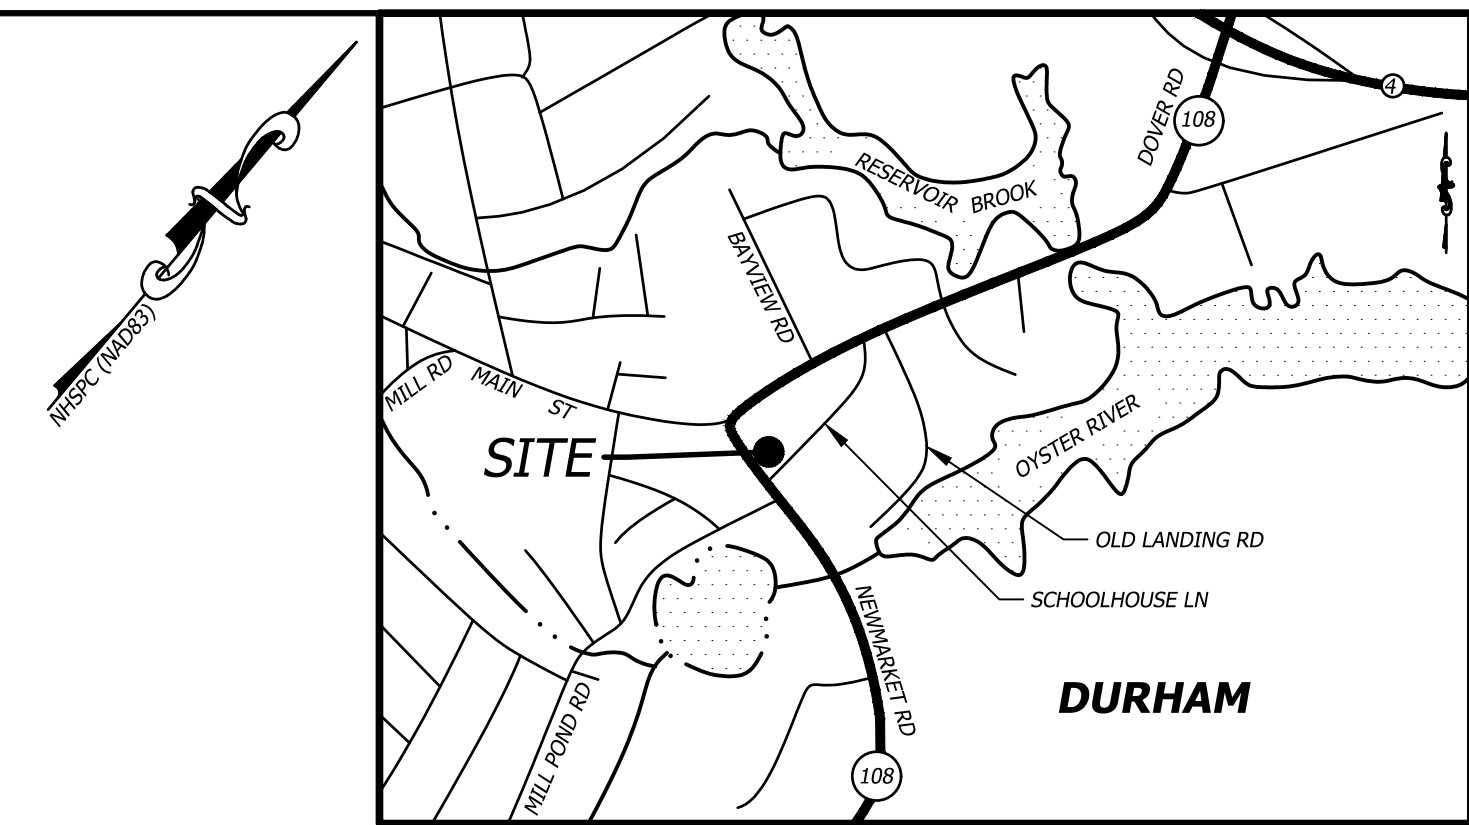 4
DOVER RD
108
RESERVOIR BROOK
BAYVIEW RD
NHSPC (NAD83)
MILL RD
MAIN ST
SITE
OYSTER RIVER
OLD LANDING RD
SCHOOLHOUSE LN
NEWMARKET RD
DURHAM
MILL POND RD
108